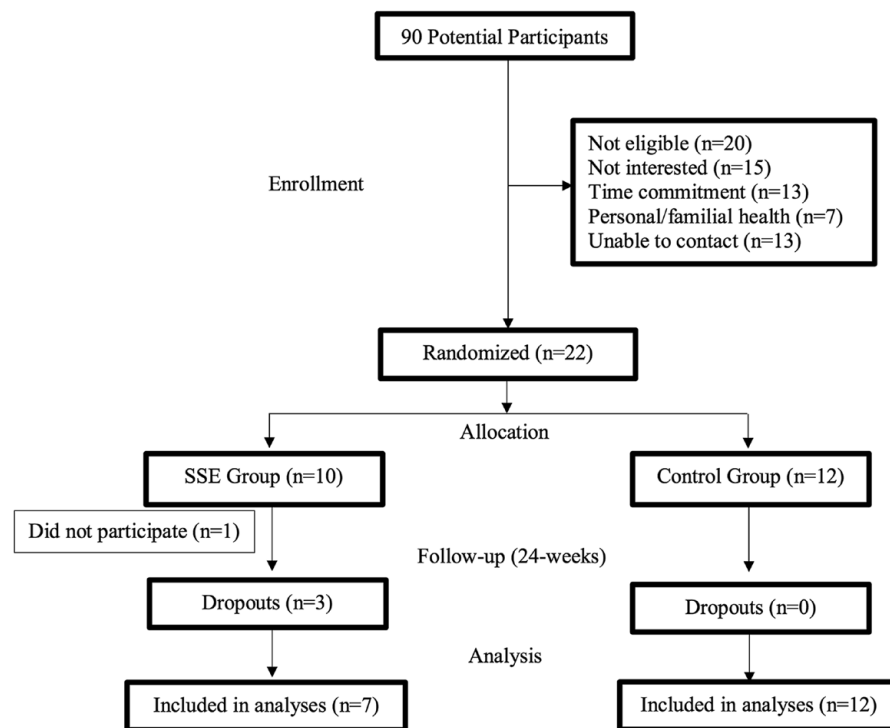 90 Potential Participants
Not eligible (n=20)
Not interested (n=15)
Enrollment
Time commitment (n=13)
Personal/familial health (n=7)
Unable to contact (n=13)
Randomized (n=22)
Allocation
SSE Group (n=10)
Control Group (n=12)
Did not participate (n=1)
Follow-up (24-weeks)
Dropouts (n=3)
Dropouts (n=0)
Analysis
Included in analyses (n=7)
Included in analyses (n=12)